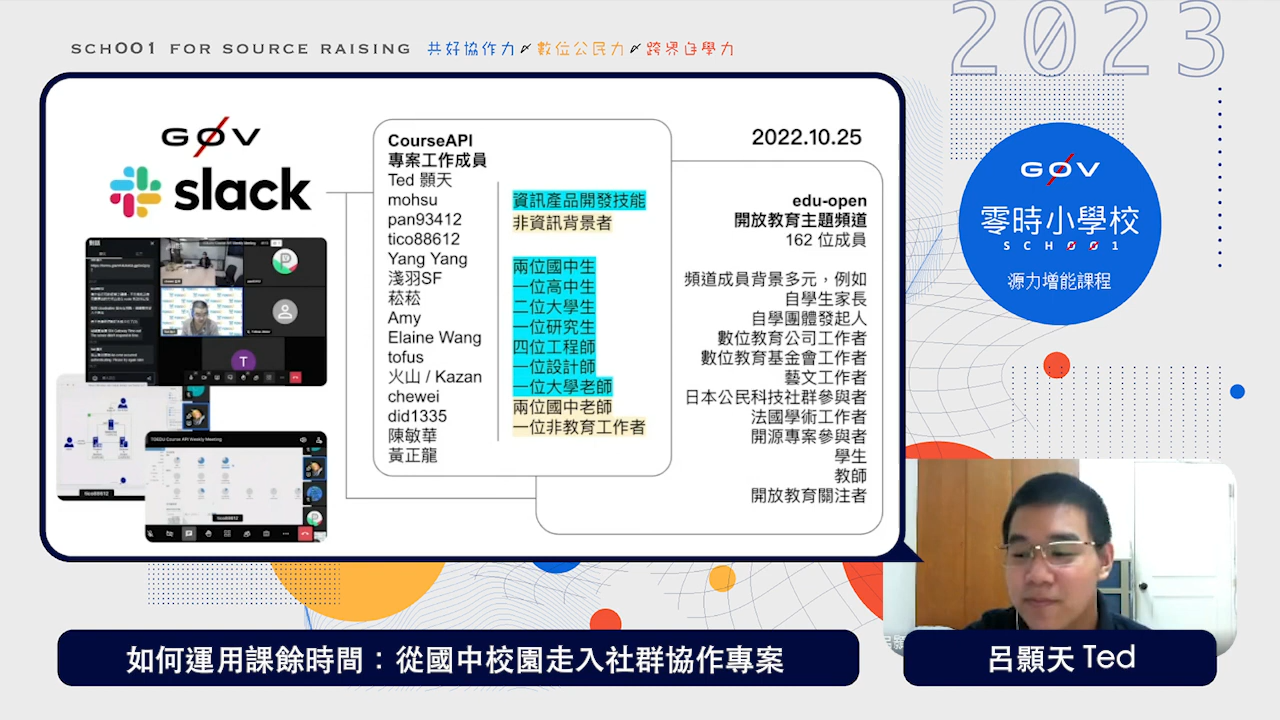 SCH001 FOR SOURCE RAISING 共好協作力 數位公民力 跨界自學力
2023
G0V
slack
CourseAPI
專案工作成員
Ted 顥天
mohsu
pan93412
tico88612
Yang Yang
淺羽SF
菘菘
Amy
Elaine Wang
tofus
火山 / Kazan
chewei
did1335
陳敏華
黃正龍
資訊產品開發技能
非資訊背景者
兩位國中生
一位高中生
二位大學生
一位研究生
四位工程師
一位設計師
一位大學老師
兩位國中老師
一位非教育工作者
2022.10.25
edu-open
開放教育主題頻道
162 位成員
頻道成員背景多元，例如
自學生家長
自學團體發起人
數位教育公司工作者
數位教育基金會工作者
藝文工作者
日本公民科技社群參與者
法國學術工作者
開源專案參與者
學生
教師
開放教育關注者
T
TGEDU Course API Weekly Meeting
tico88612
tico88612
G0V
零時小學校
SCH001
源力增能課程
如何運用課餘時間：從國中校園走入社群協作專案
呂顥天 Ted